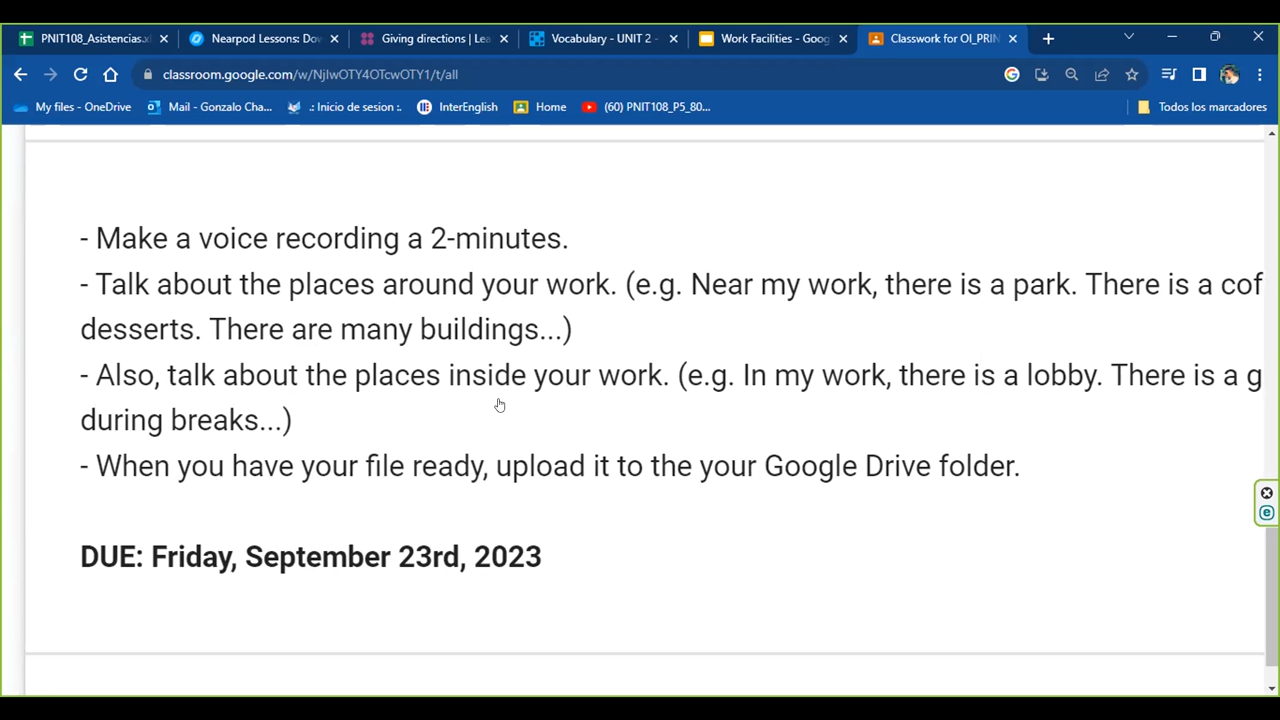 PNIT108_Asistencias.x
Nearpod Lessons: Do
Giving directions | Le
Vocabulary - UNIT 2 -
Work Facilities - Goog
Classwork for OI_PRIN
classroom.google.com/w/NjIwOTY4OTcwOTY1/t/all
My files - OneDrive
Mail - Gonzalo Cha...
.: Inicio de sesion :.
InterEnglish
Home
(60) PNIT108_P5_80...
Todos los marcadores
- Make a voice recording a 2-minutes.
- Talk about the places around your work. (e.g. Near my work, there is a park. There is a cof
desserts. There are many buildings...)
- Also, talk about the places inside your work. (e.g. In my work, there is a lobby. There is a g
during breaks...)
- When you have your file ready, upload it to the your Google Drive folder.
DUE: Friday, September 23rd, 2023